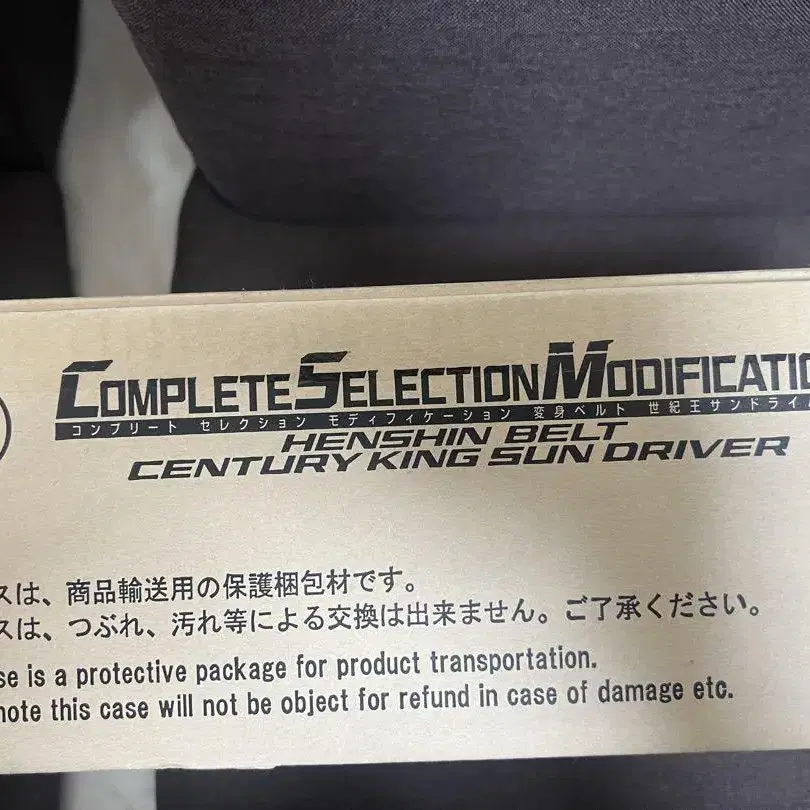 COMPLETE SELECTION MODIFICATIO
コンプリート セレクション モディフィケーション 変身ベルト 世紀王サンドライバ
HENSHIN BELT
CENTURY KING SUN DRIVER
スは、商品輸送用の保護梱包材です。
スは、つぶれ、汚れ等による交換は出来ません。ご了承ください。
se is a protective package for product transportation.
note this case will not be object for refund in case of damage etc.